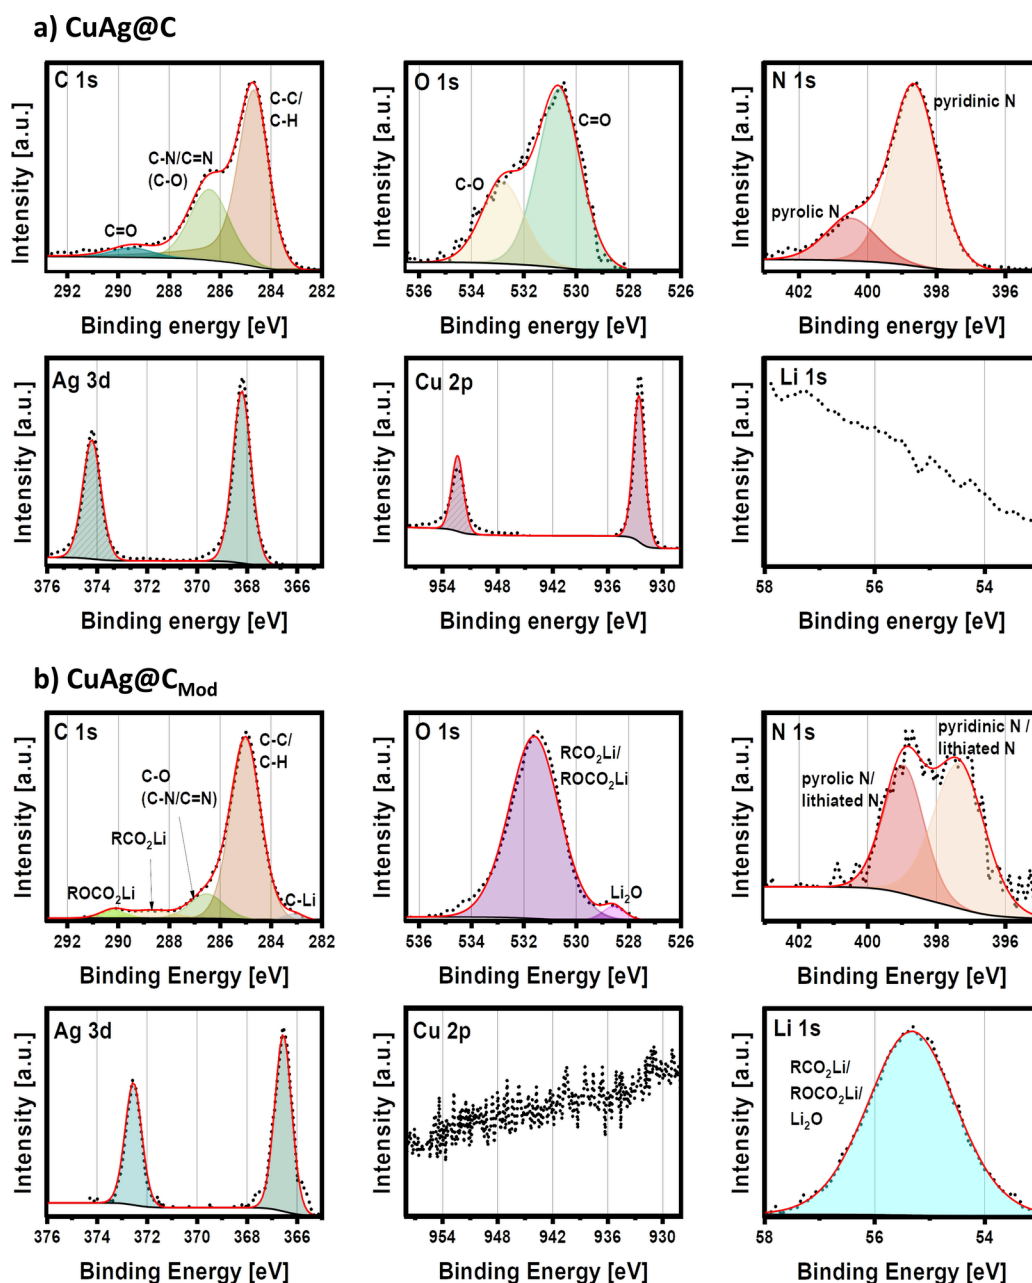 a) CuAg@C
C 1s
C-C/
C-H
C-N/C=N
(C-O)
C=O
Intensity [a.u.]
292 290 288 286 284 282
Binding energy [eV]
O 1s
C=O
C-O
Intensity [a.u.]
536 534 532 530 528 526
Binding energy [eV]
N 1s
pyridinic N
pyrolic N
Intensity [a.u.]
402 400 398 396
Binding energy [eV]
Ag 3d
Intensity [a.u.]
376 374 372 370 368 366
Binding energy [eV]
Cu 2p
Intensity [a.u.]
954 948 942 936 930
Binding energy [eV]
Li 1s
Intensity [a.u.]
58 56 54
Binding energy [eV]
b) CuAg@CMod
C 1s
C-C/
C-H
C-O
(C-N/C=N)
RCO2Li
ROCO2Li
C-Li
Intensity [a.u.]
292 290 288 286 284 282
Binding Energy [eV]
O 1s
RCO2Li/
ROCO2Li
Li2O
Intensity [a.u.]
536 534 532 530 528 526
Binding Energy [eV]
N 1s
pyridinic N /
lithiated N
pyrolic N/
lithiated N
Intensity [a.u.]
402 400 398 396
Binding Energy [eV]
Ag 3d
Intensity [a.u.]
376 374 372 370 368 366
Binding Energy [eV]
Cu 2p
Intensity [a.u.]
954 948 942 936 930
Binding Energy [eV]
Li 1s
RCO2Li/
ROCO2Li/
Li2O
Intensity [a.u.]
58 56 54
Binding Energy [eV]